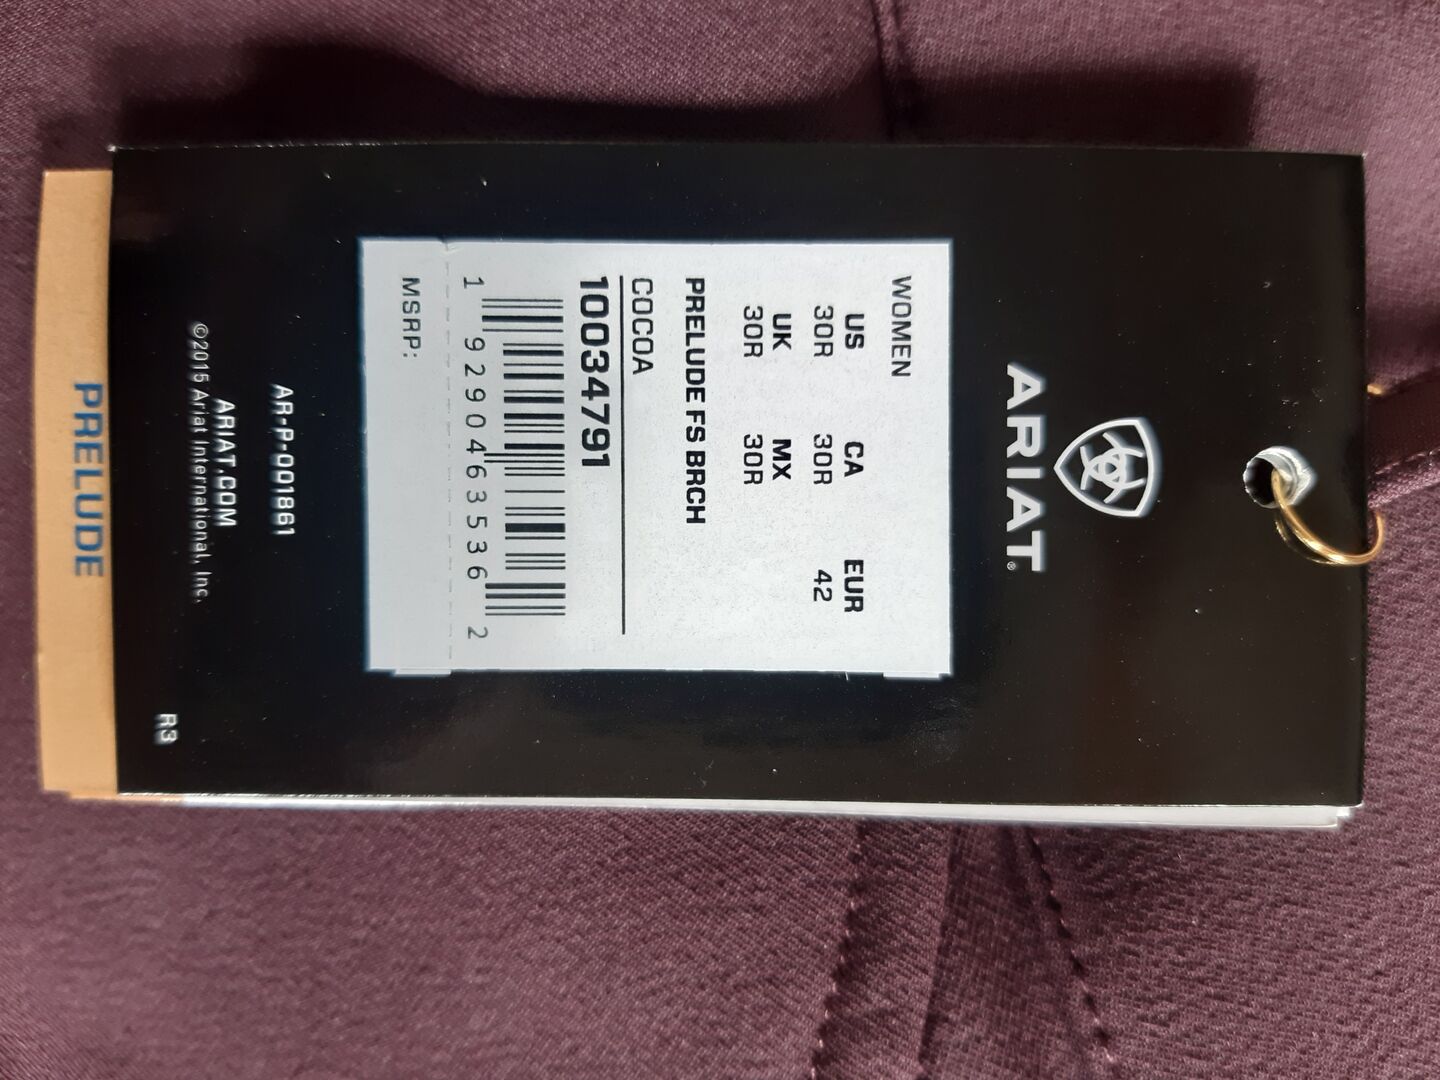 ARIAT®
WOMEN
US CA EUR
30R 30R 42
UK MX
30R 30R
PRELUDE FS BRCH
COCOA
10034791
1 92904 63536 2
MSRP:
AR-P-001861
ARIAT.COM
©2015 Ariat International, Inc.
R3
PRELUDE